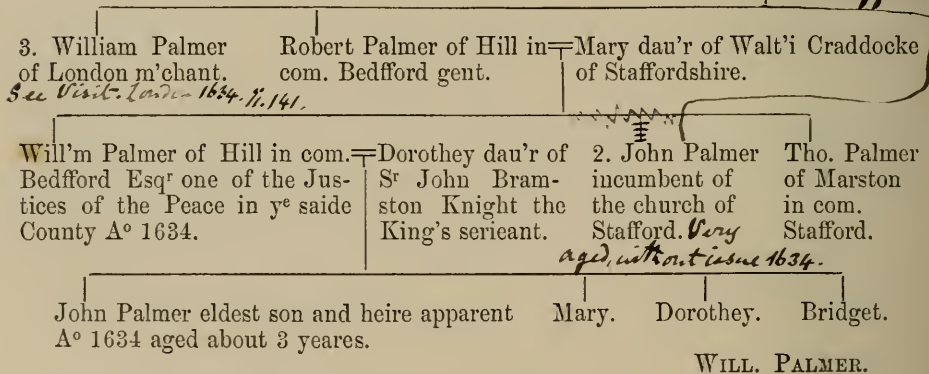 3. William Palmer
of London m'chant.
See Visit. London 1634. II. 141.
Robert Palmer of Hill in
com. Bedfford gent.
Mary dau'r of Walt'i Craddocke
of Staffordshire.
Will'm Palmer of Hill in com.
Bedfford Esqʳ one of the Jus-
tices of the Peace in yᵉ saide
County Aº 1634.
Dorothey dau'r of
Sʳ John Bram-
ston Knight the
King's serieant.
2. John Palmer
incumbent of
the church of
Stafford. Very
aged, without issue 1634.
Tho. Palmer
of Marston
in com.
Stafford.
John Palmer eldest son and heire apparent
Aº 1634 aged about 3 yeares.
Mary.
Dorothey.
Bridget.
WILL. PALMER.